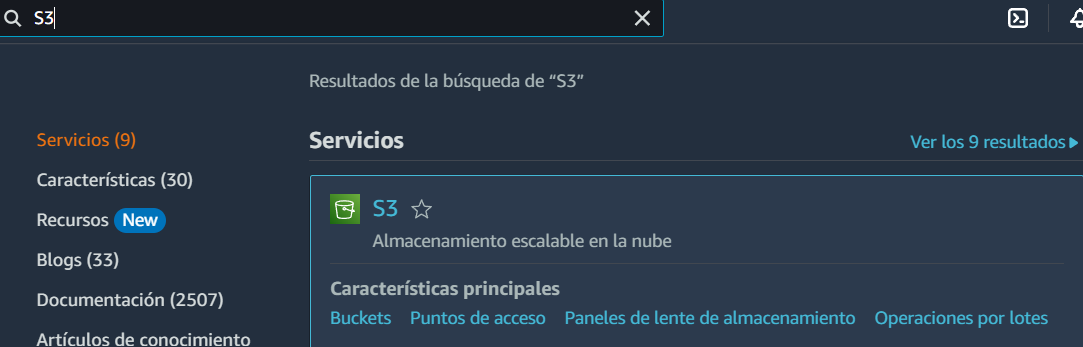 S3
Resultados de la búsqueda de “S3”
Servicios (9)
Servicios
Ver los 9 resultados
Características (30)
S3
Recursos New
Almacenamiento escalable en la nube
Blogs (33)
Características principales
Documentación (2507)
Buckets Puntos de acceso Paneles de lente de almacenamiento Operaciones por lotes
Artículos de conocimiento